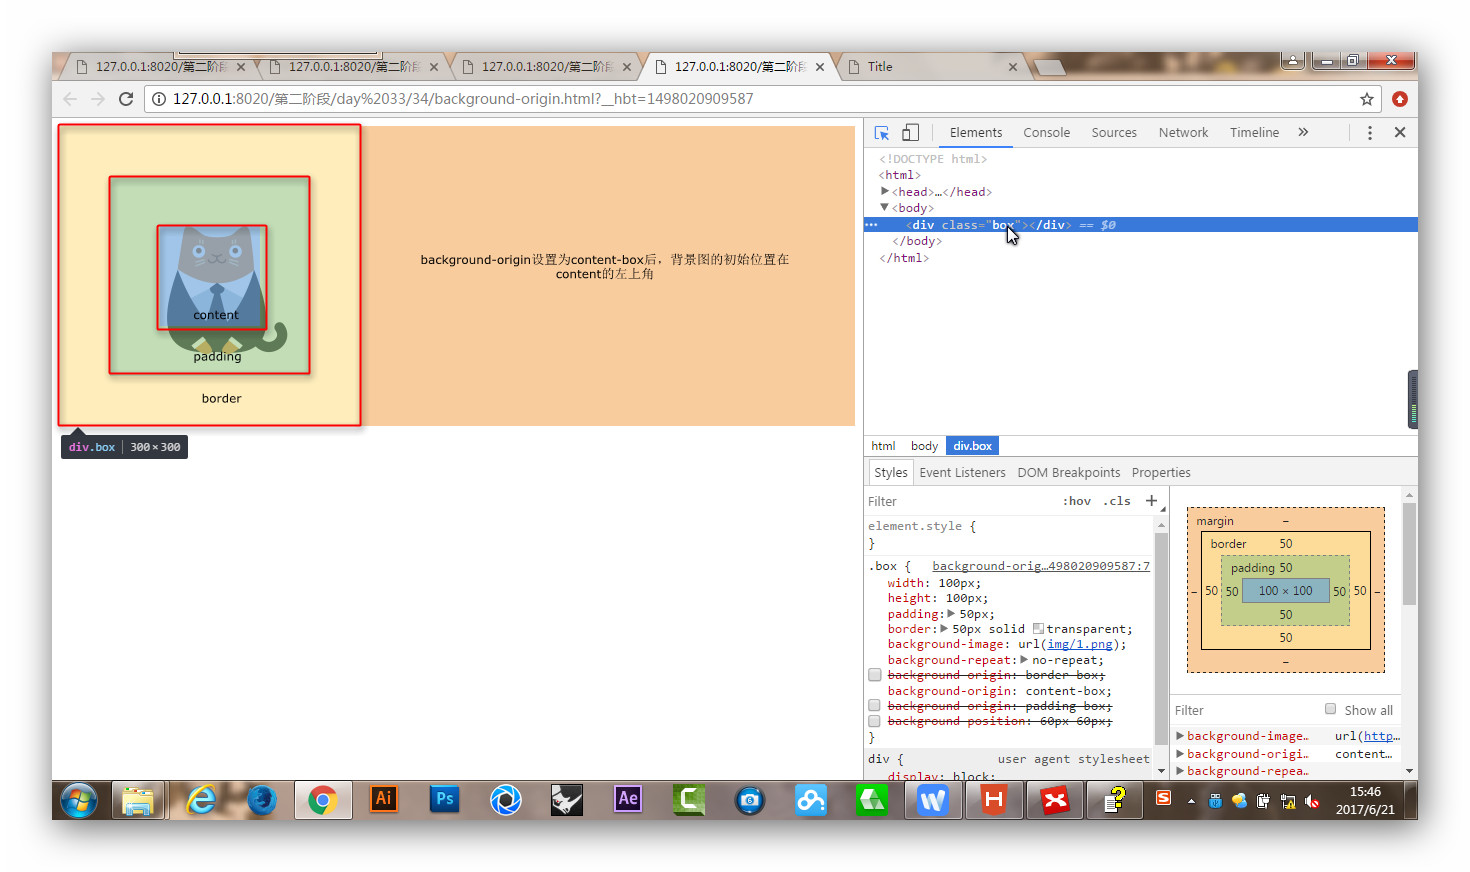 127.0.0.1:8020/第二阶段
127.0.0.1:8020/第二阶段
127.0.0.1:8020/第二阶段
127.0.0.1:8020/第二阶段
Title
127.0.0.1:8020/第二阶段/day%2033/34/background-origin.html?__hbt=1498020909587
content
padding
border
background-origin设置为content-box后，背景图的初始位置在
content的左上角
div.box 300×300
Elements Console Sources Network Timeline »
<!DOCTYPE html>
<html>
<head>…</head>
<body>
<div class="box"></div> == $0
</body>
</html>
html body div.box
Styles Event Listeners DOM Breakpoints Properties
Filter :hov .cls +
element.style {
}
.box { background-orig…498020909587:7
width: 100px;
height: 100px;
padding: 50px;
border: 50px solid transparent;
background-image: url(img/1.png);
background-repeat: no-repeat;
background-origin: border-box;
background-origin: content-box;
background-origin: padding-box;
background-position: 60px 60px;
}
div { user agent stylesheet
display: block;
margin –
border 50
padding 50
– 50 50 100 × 100 50 50 –
50
50
–
Filter Show all
background-image… url(http…
background-origi… content…
background-repea…
Ai Ps Ae C W H
15:46
2017/6/21